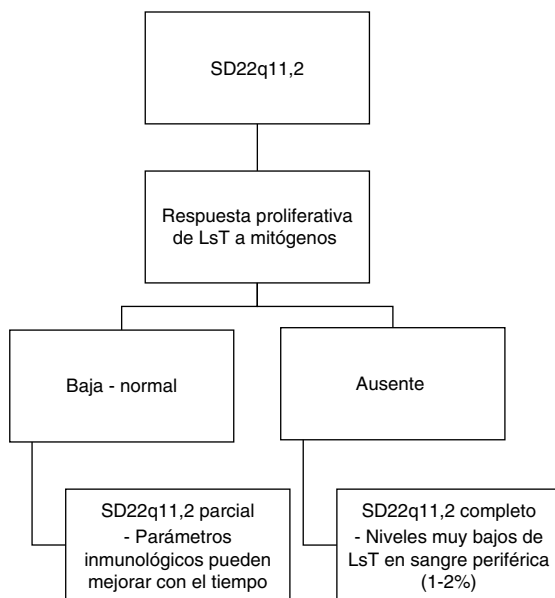 SD22q11,2
Respuesta proliferativa
de LsT a mitógenos
Baja - normal
Ausente
SD22q11,2 parcial
- Parámetros
inmunológicos pueden
mejorar con el tiempo
SD22q11,2 completo
- Niveles muy bajos de
LsT en sangre periférica
(1-2%)